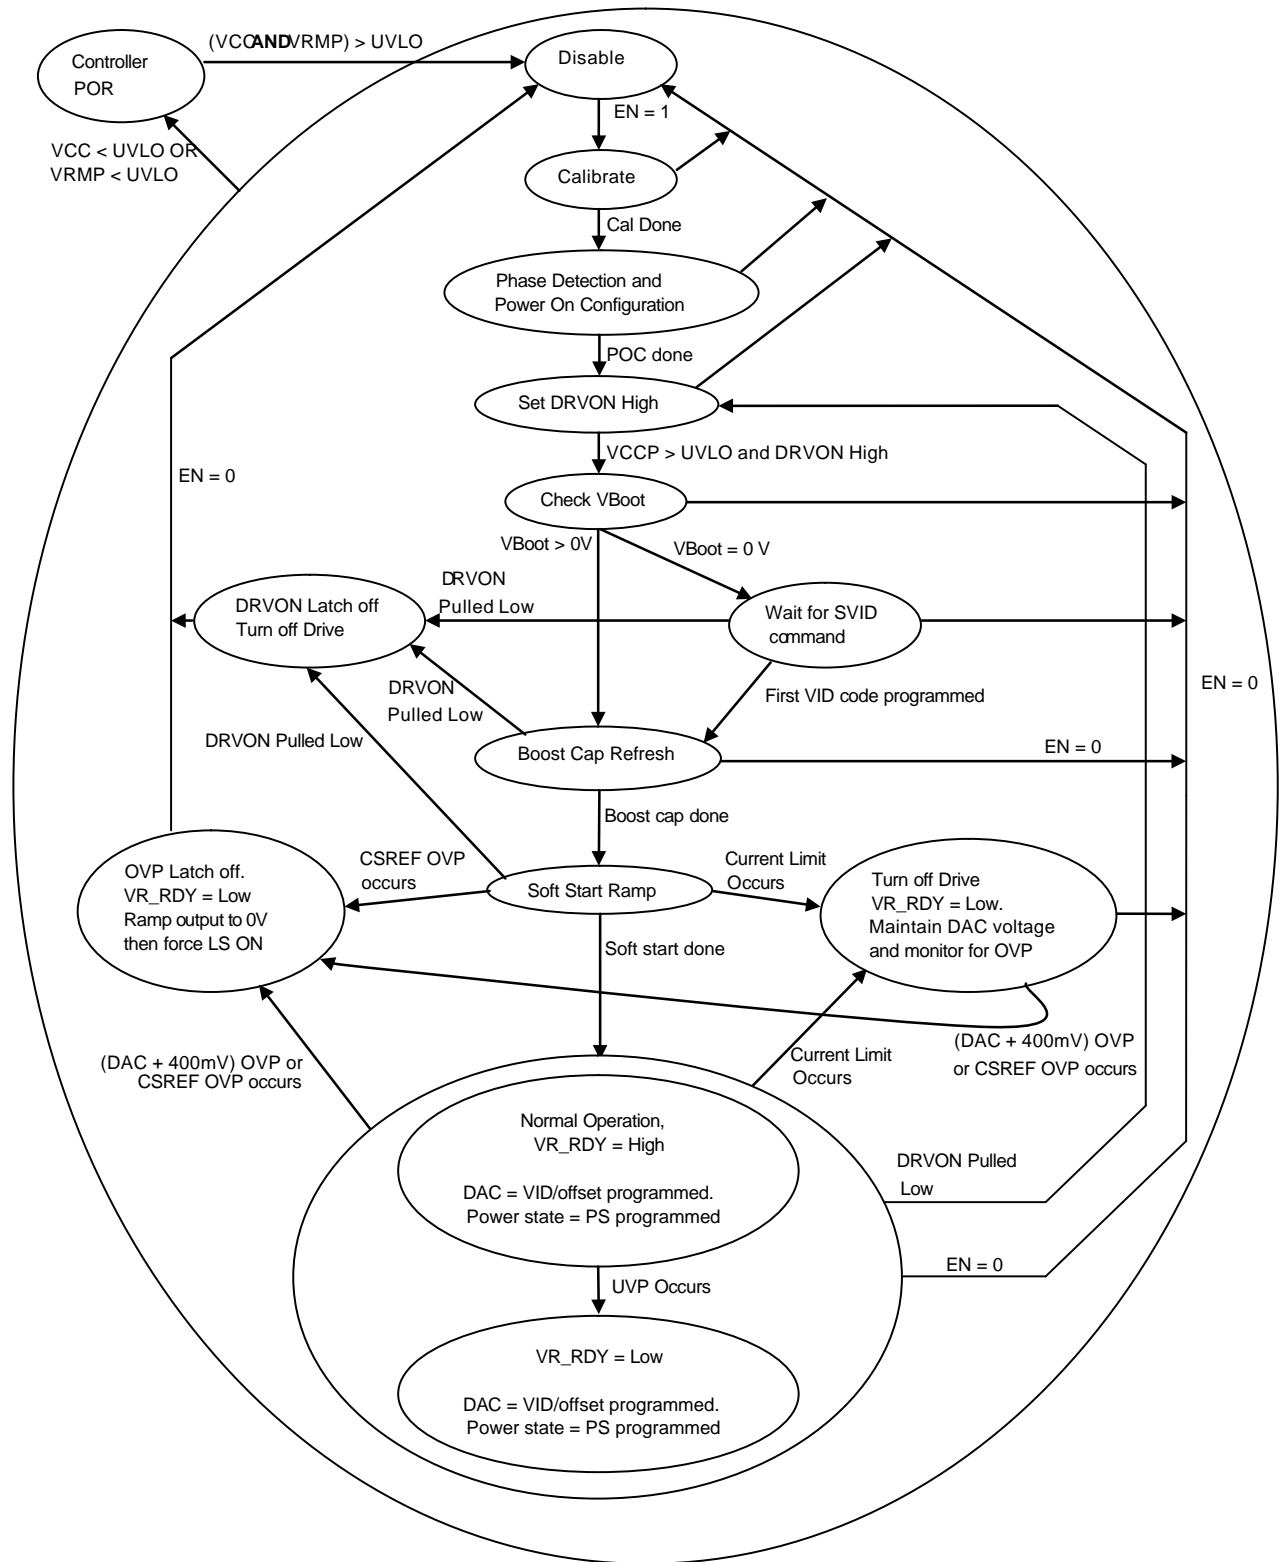 (VCC AND VRMP) > UVLO
Controller
POR
Disable
EN = 1
VCC < UVLO OR
VRMP < UVLO
Calibrate
Cal Done
Phase Detection and
Power On Configuration
POC done
Set DRVON High
VCCP > UVLO and DRVON High
EN = 0
Check VBoot
VBoot > 0V
VBoot = 0 V
DRVON
Pulled Low
DRVON Latch off
Turn off Drive
Wait for SVID
command
DRVON
Pulled Low
First VID code programmed
EN = 0
DRVON Pulled Low
Boost Cap Refresh
EN = 0
Boost cap done
CSREF OVP
occurs
Current Limit
Occurs
OVP Latch off.
VR_RDY = Low
Ramp output to 0V
then force LS ON
Soft Start Ramp
Turn off Drive
VR_RDY = Low.
Maintain DAC voltage
and monitor for OVP
Soft start done
(DAC + 400mV) OVP or
CSREF OVP occurs
Current Limit
Occurs
(DAC + 400mV) OVP
or CSREF OVP occurs
Normal Operation,
VR_RDY = High
DAC = VID/offset programmed.
Power state = PS programmed
DRVON Pulled
Low
EN = 0
UVP Occurs
VR_RDY = Low
DAC = VID/offset programmed.
Power state = PS programmed